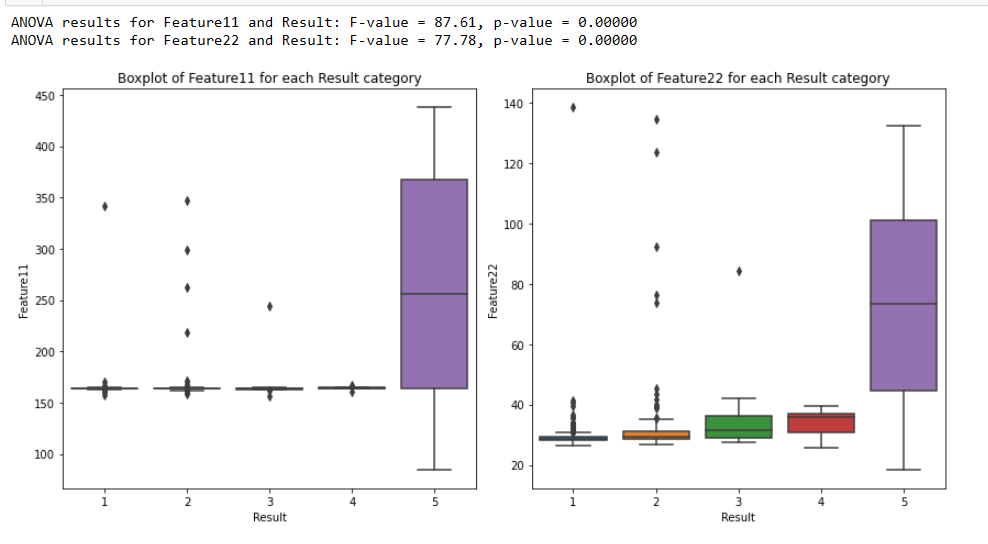 ANOVA results for Feature11 and Result: F-value = 87.61, p-value = 0.00000
ANOVA results for Feature22 and Result: F-value = 77.78, p-value = 0.00000
Boxplot of Feature11 for each Result category
450
400
350
300
250
200
150
100
Feature11
1 2 3 4 5
Result
Boxplot of Feature22 for each Result category
140
120
100
80
60
40
20
Feature22
1 2 3 4 5
Result